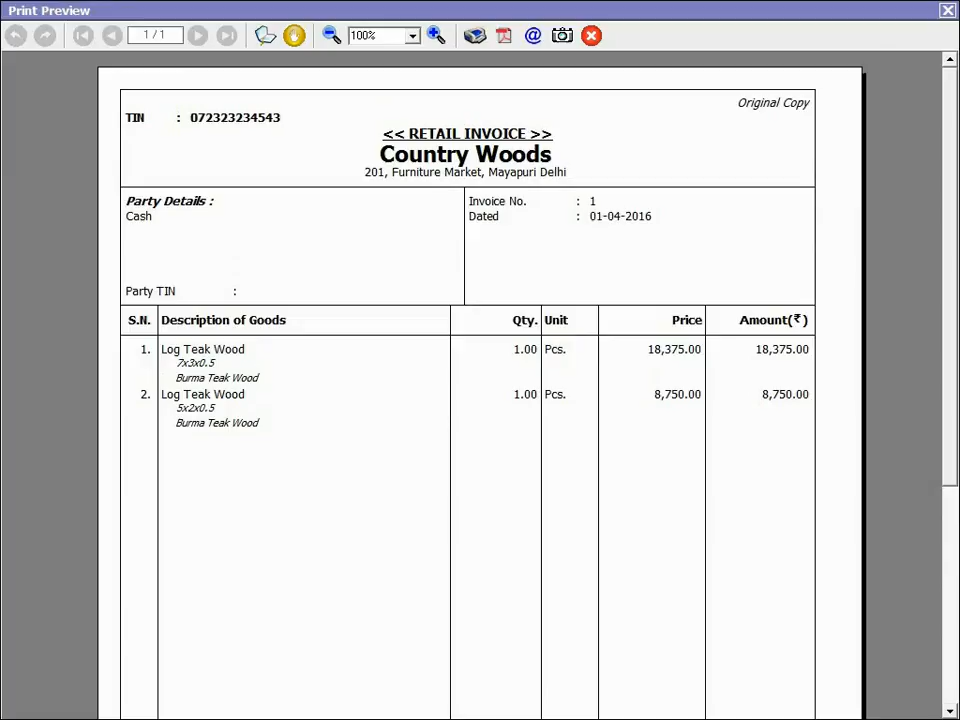 Print Preview
1 / 1
100%
Original Copy
TIN : 072323234543
<< RETAIL INVOICE >>
Country Woods
201, Furniture Market, Mayapuri Delhi
Party Details :
Cash
Party TIN :
Invoice No. : 1
Dated : 01-04-2016
S.N. Description of Goods Qty. Unit Price Amount(₹)
1. Log Teak Wood 1.00 Pcs. 18,375.00 18,375.00
7x3x0.5
Burma Teak Wood
2. Log Teak Wood 1.00 Pcs. 8,750.00 8,750.00
5x2x0.5
Burma Teak Wood